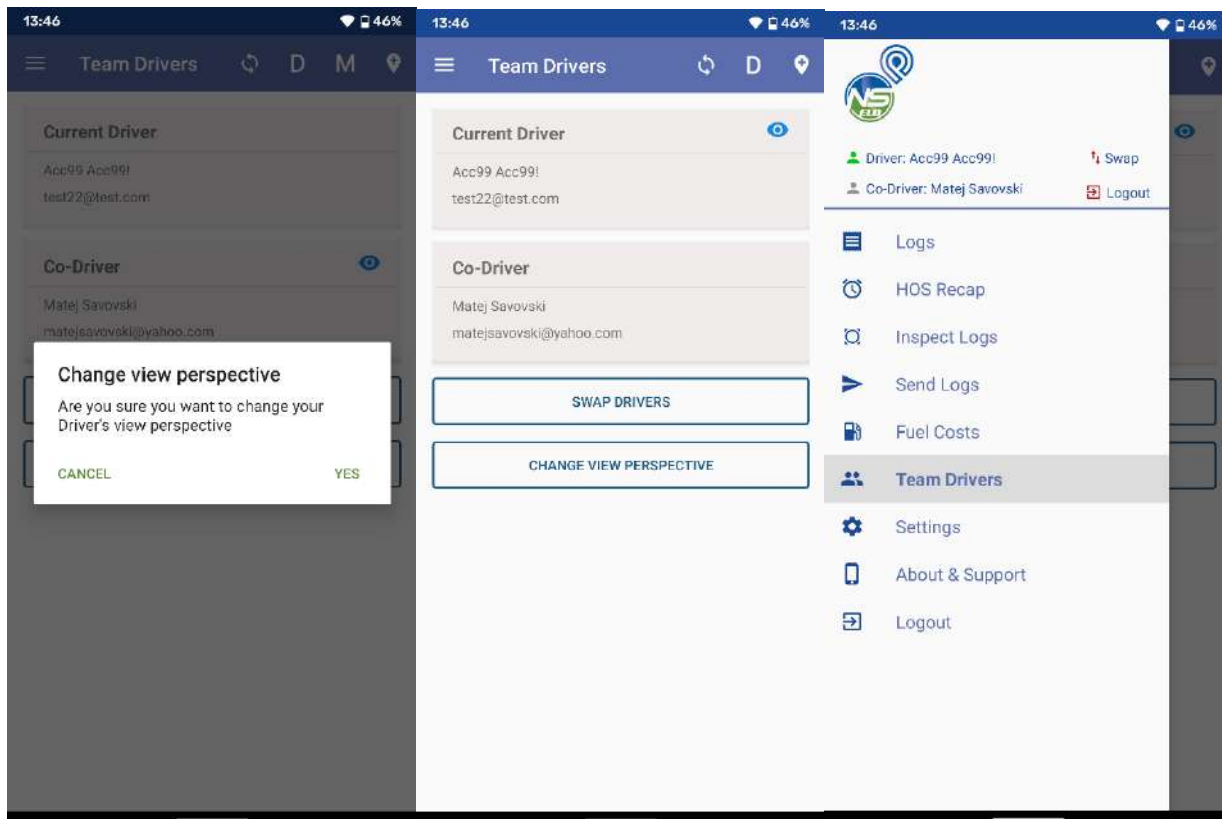 13:46
46%
Team Drivers
D
M
Current Driver
Acc99 Acc99!
test22@test.com
Co-Driver
Matej Savovski
matejsavovski@yahoo.com
Change view perspective
Are you sure you want to change your
Driver's view perspective
CANCEL
YES
13:46
46%
Team Drivers
D
Current Driver
Acc99 Acc99!
test22@test.com
Co-Driver
Matej Savovski
matejsavovski@yahoo.com
SWAP DRIVERS
CHANGE VIEW PERSPECTIVE
13:46
46%
NS
ELD
Driver: Acc99 Acc99!
Swap
Co-Driver: Matej Savovski
Logout
Logs
HOS Recap
Inspect Logs
Send Logs
Fuel Costs
Team Drivers
Settings
About & Support
Logout